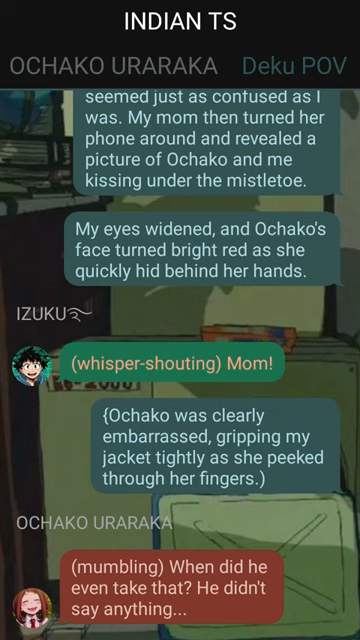 INDIAN TS
OCHAKO URARAKA Deku POV
seemed just as confused as I
was. My mom then turned her
phone around and revealed a
picture of Ochako and me
kissing under the mistletoe.
My eyes widened, and Ochako's
face turned bright red as she
quickly hid behind her hands.
IZUKU
(whisper-shouting) Mom!
{Ochako was clearly
embarrassed, gripping my
jacket tightly as she peeked
through her fingers.)
OCHAKO URARAKA
(mumbling) When did he
even take that? He didn't
say anything...